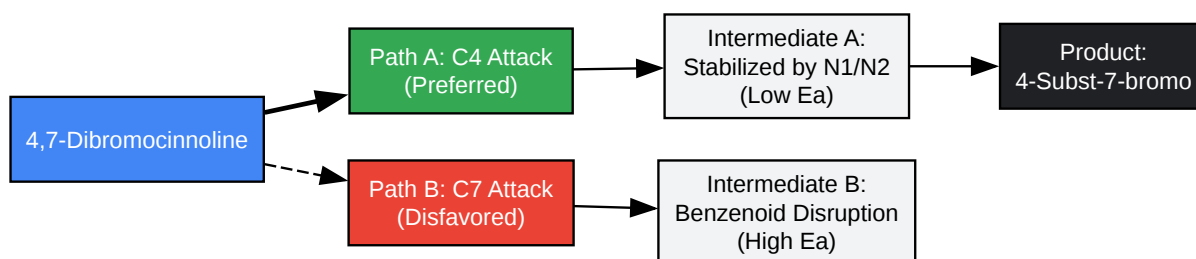 4,7-Dibromocinnoline
Path A: C4 Attack
(Preferred)
Intermediate A:
Stabilized by N1/N2
(Low Ea)
Product:
4-Subst-7-bromo
Path B: C7 Attack
(Disfavored)
Intermediate B:
Benzenoid Disruption
(High Ea)